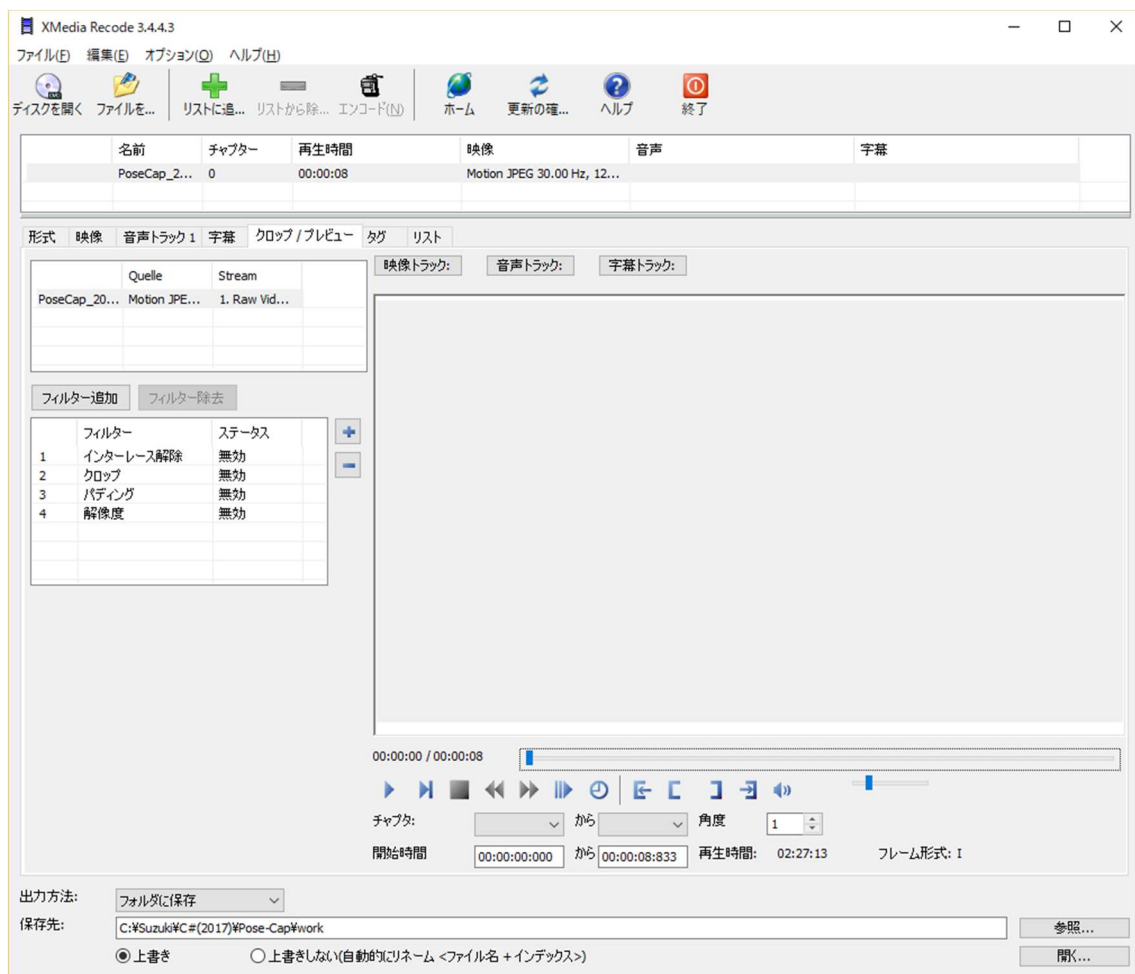 XMedia Recode 3.4.4.3
ファイル(F) 編集(E) オプション(O) ヘルプ(H)
ディスクを開く ファイルを... リストに追... リストから除... エンコード(N) ホーム 更新の確... ヘルプ 終了
名前 チャプター 再生時間 映像 音声 字幕
PoseCap_2... 0 00:00:08 Motion JPEG 30.00 Hz, 12...
形式 映像 音声トラック 1 字幕 クロップ / プレビュー タグ リスト
映像トラック: 音声トラック: 字幕トラック:
Quelle Stream
PoseCap_20... Motion JPE... 1. Raw Vid...
フィルター追加 フィルター除去
フィルター ステータス
1 インターレース解除 無効
2 クロップ 無効
3 パディング 無効
4 解像度 無効
00:00:00 / 00:00:08
チャプタ: から 角度 1
開始時間 00:00:00:000 から 00:00:08:833 再生時間: 02:27:13 フレーム形式: I
出力方法: フォルダに保存
保存先: C:¥Suzuki¥C#(2017)¥Pose-Cap¥work 参照...
上書き 上書きしない(自動的にリネーム <ファイル名 + インデックス>) 開く...